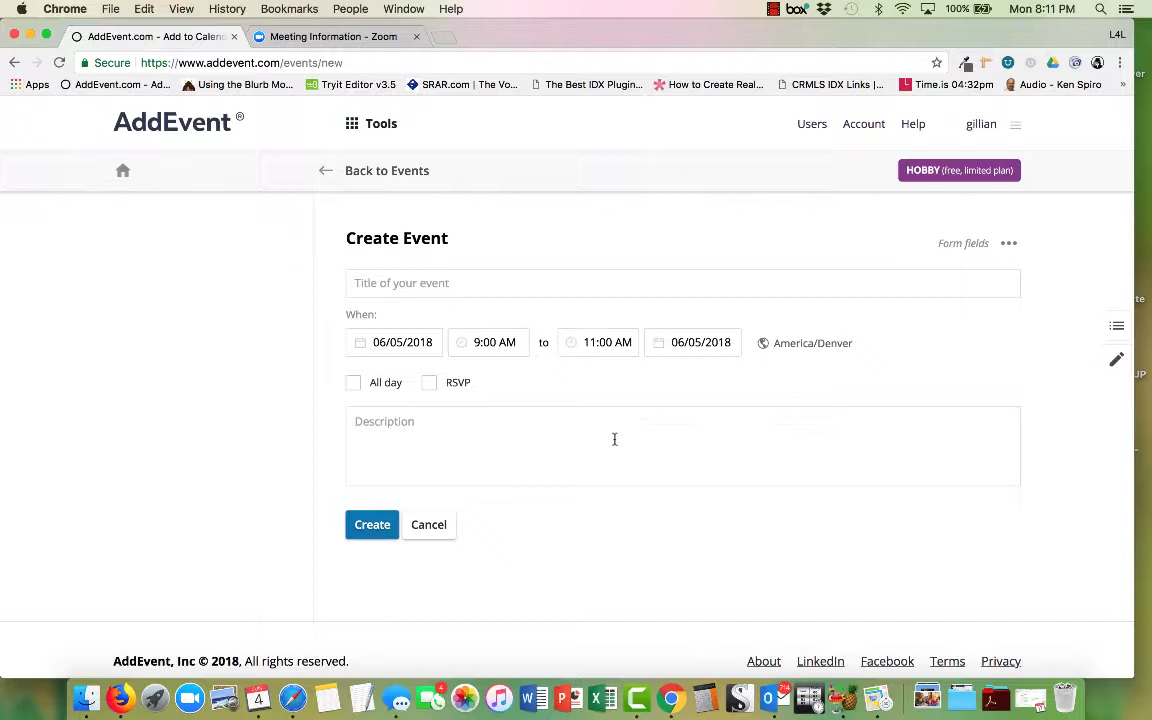 Chrome File Edit View History Bookmarks People Window Help box 100% Mon 8:11 PM
AddEvent.com - Add to Calend Meeting Information - Zoom L4L
Secure https://www.addevent.com/events/new
Apps AddEvent.com - Ad... Using the Blurb Mo... Tryit Editor v3.5 SRAR.com | The Vo... The Best IDX Plugin... How to Create Real... CRMLS IDX Links |... Time.is 04:32pm Audio - Ken Spiro »
AddEvent ® Tools Users Account Help gillian
Back to Events HOBBY (free, limited plan)
Create Event Form fields
Title of your event
When:
06/05/2018 9:00 AM to 11:00 AM 06/05/2018 America/Denver
All day RSVP
Description
Create Cancel
AddEvent, Inc © 2018, All rights reserved. About LinkedIn Facebook Terms Privacy